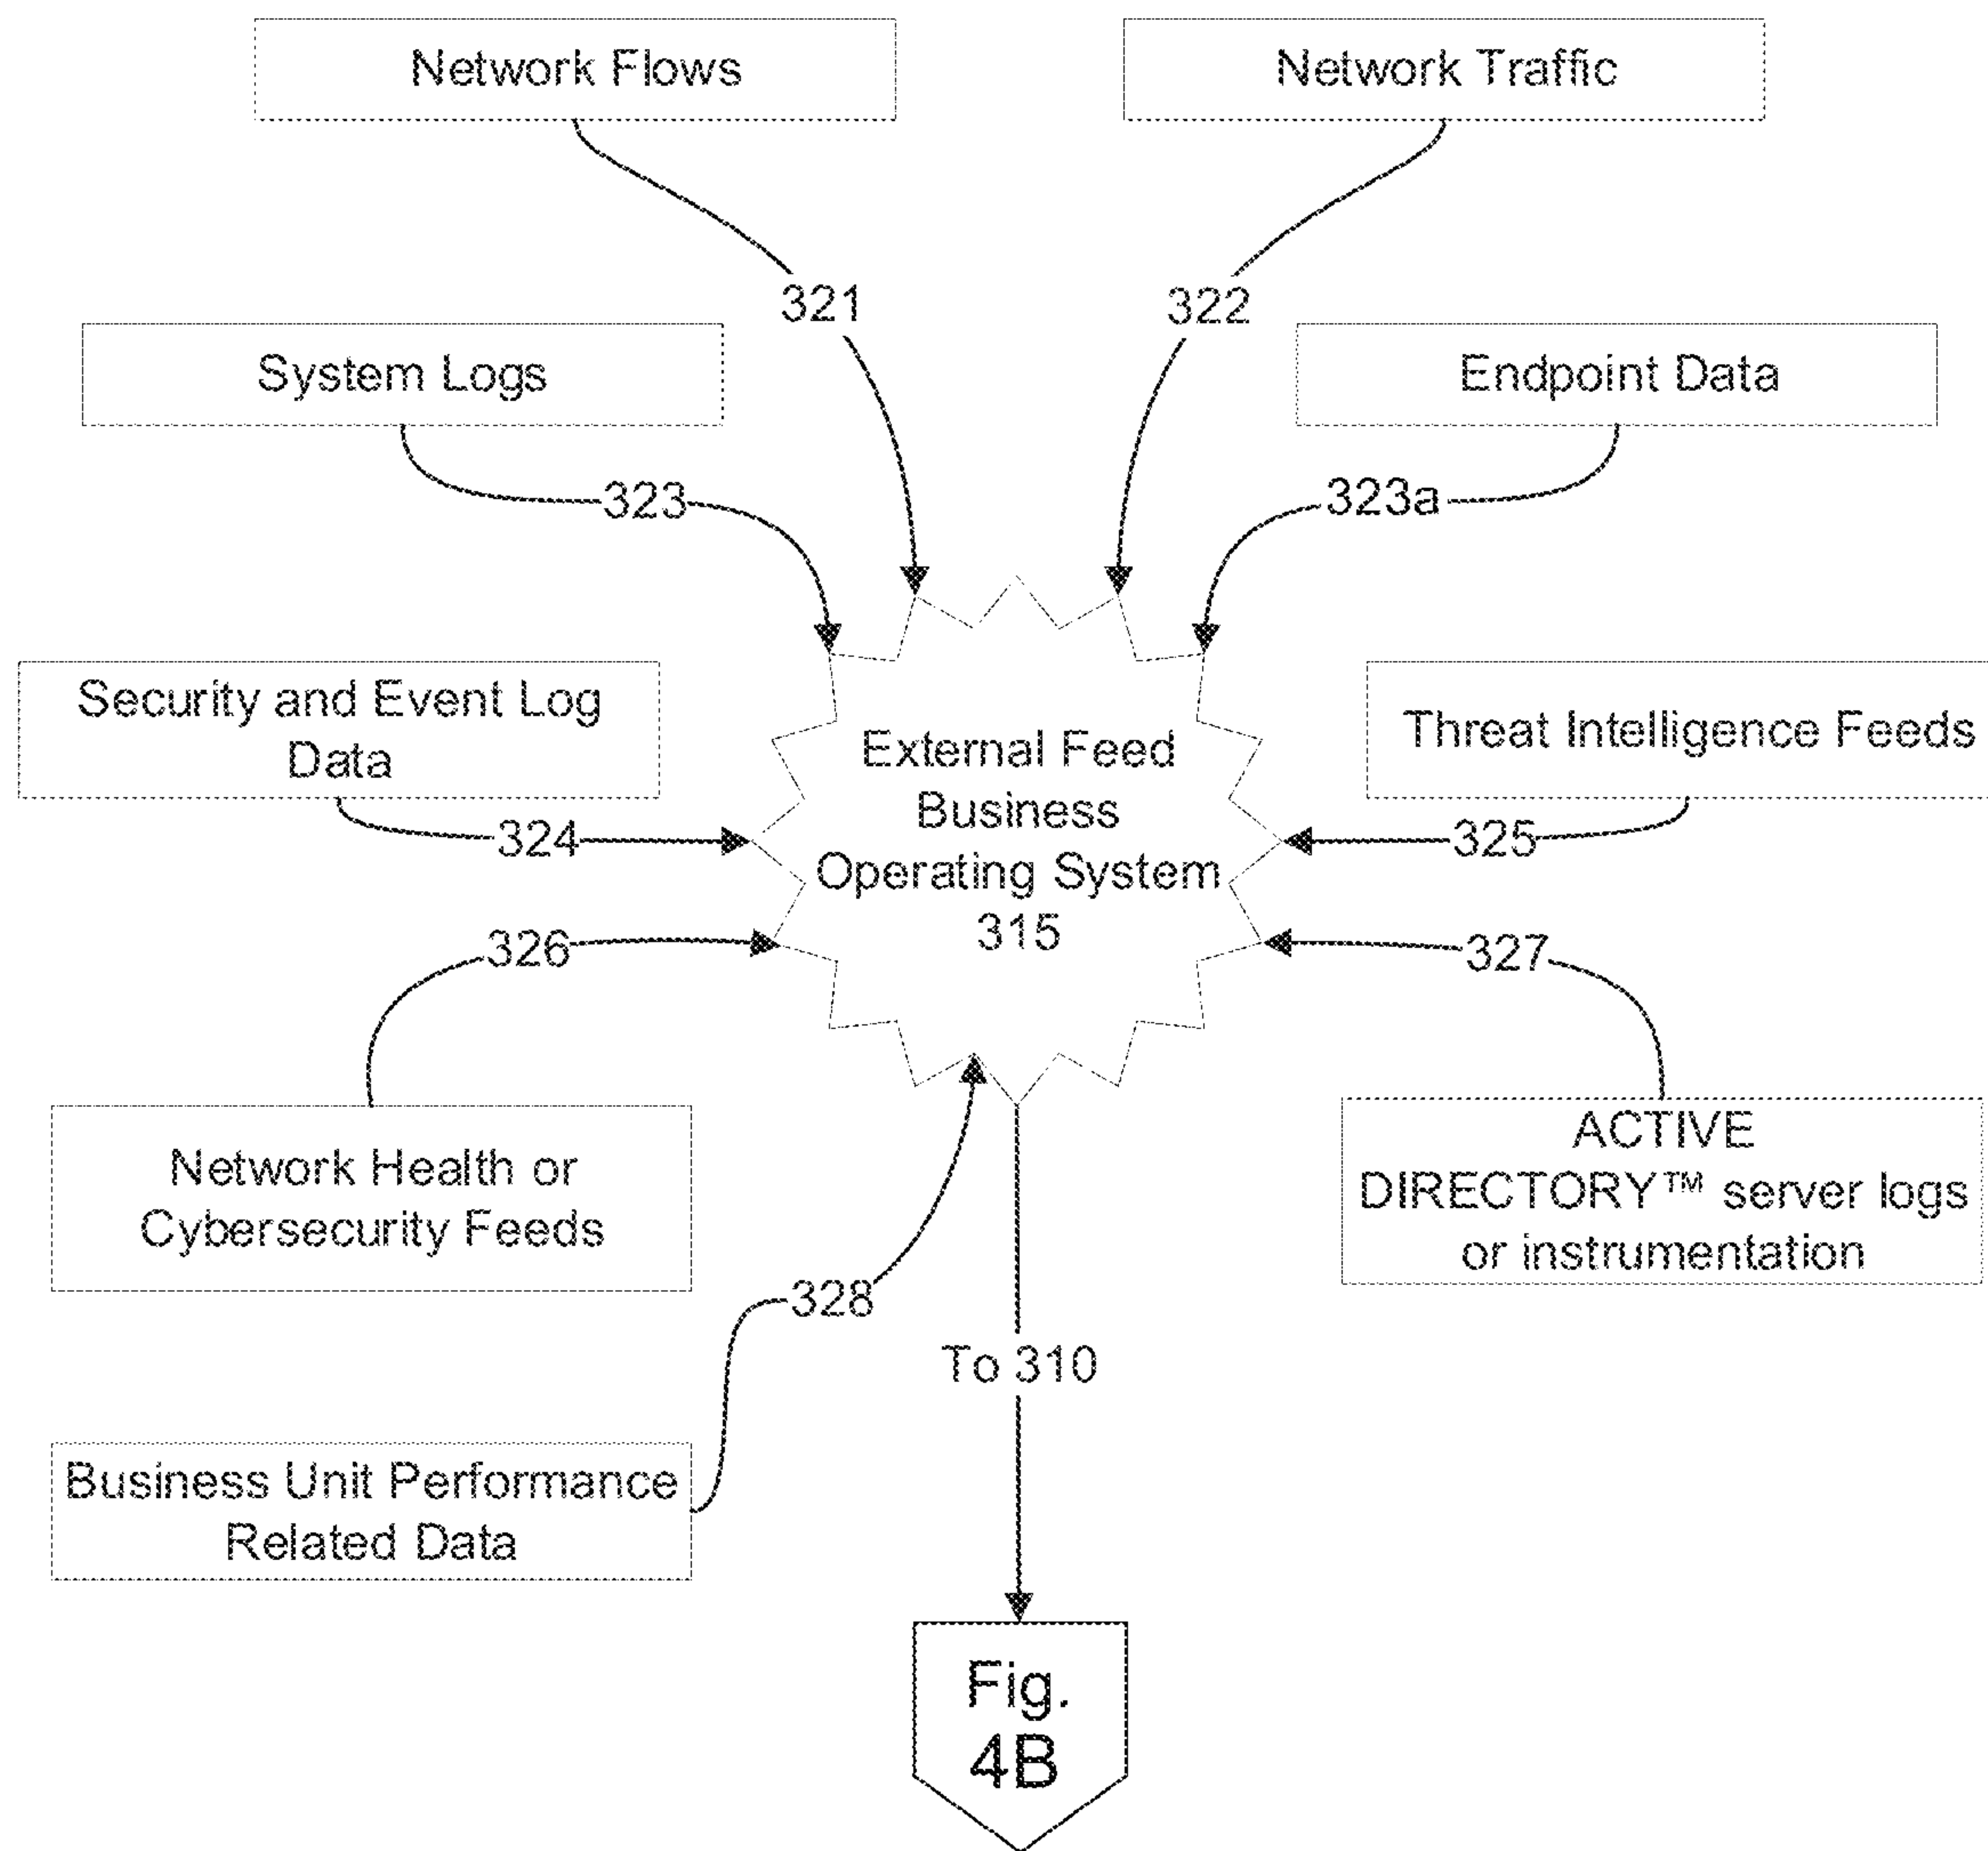 Network Flows
Network Traffic
321
322
System Logs
Endpoint Data
323
323a
Security and Event Log
Data
Threat Intelligence Feeds
External Feed
Business
Operating System
315
324
325
326
327
Network Health or
Cybersecurity Feeds
ACTIVE
DIRECTORY™ server logs
or instrumentation
328
To 310
Business Unit Performance
Related Data
Fig.
4B